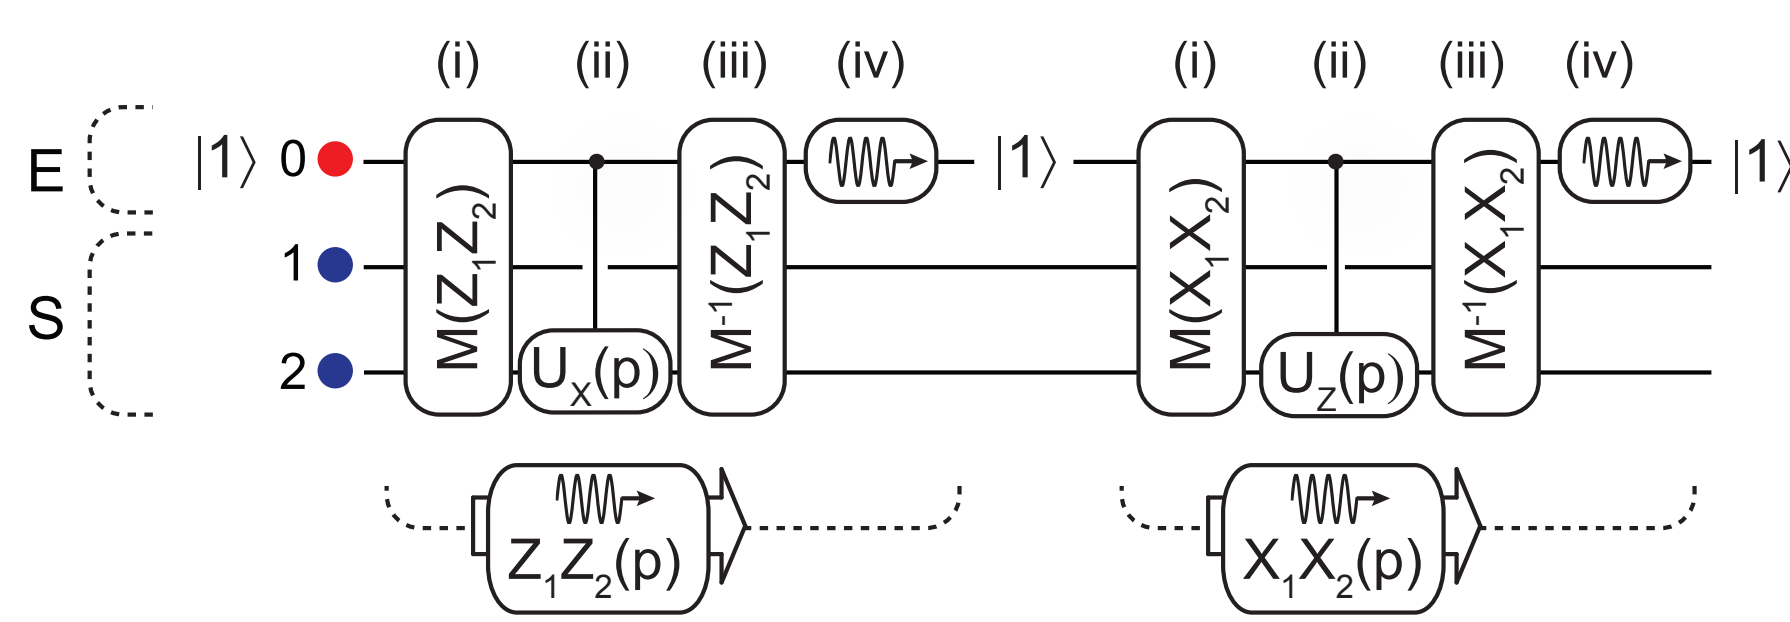 (i) (ii) (iii) (iv) (i) (ii) (iii) (iv)
E |1⟩ 0 |1⟩ |1⟩
M(Z₁Z₂) M⁻¹(Z₁Z₂) M(X₁X₂) M⁻¹(X₁X₂)
1
S
2 Uₓ(p) U_Z(p)
Z₁Z₂(p) X₁X₂(p)